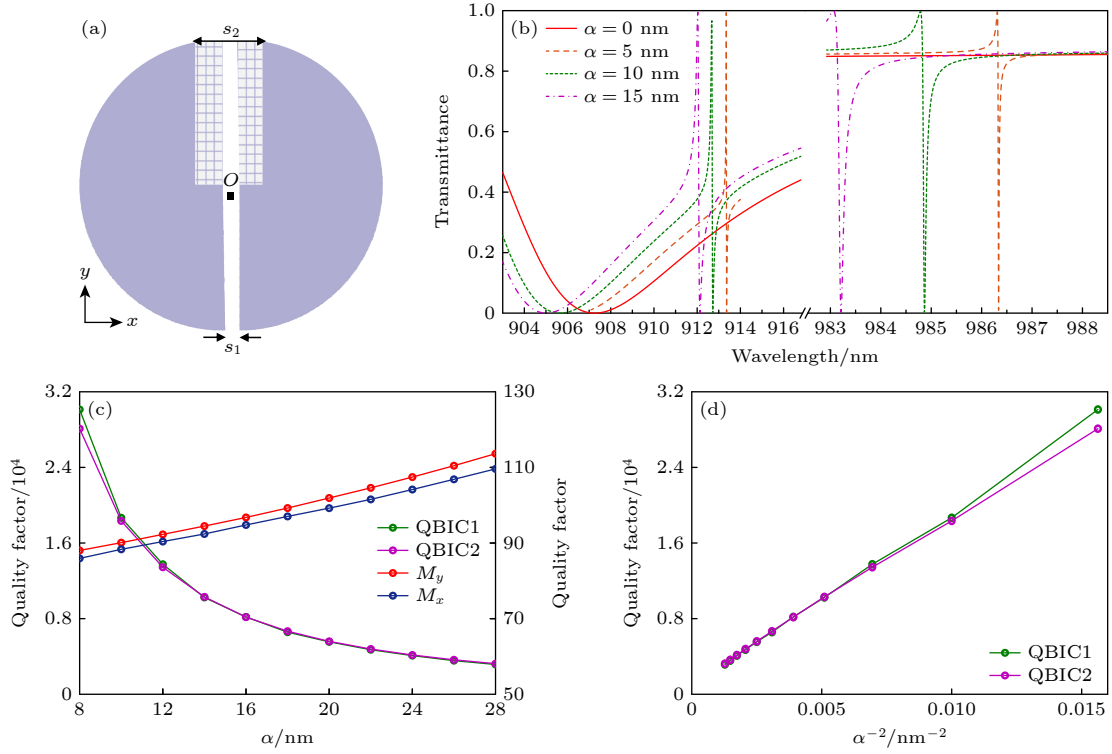 (a)
s₂
O
y
x
s₁
(b)
α = 0 nm
α = 5 nm
α = 10 nm
α = 15 nm
Transmittance
1.0
0.8
0.6
0.4
0.2
0
904 906 908 910 912 914 916 983 984 985 986 987 988
Wavelength/nm
(c)
Quality factor/10⁴
3.2
2.4
1.6
0.8
0
130
110
90
70
50
Quality factor
QBIC1
QBIC2
M_y
M_x
8 12 16 20 24 28
α/nm
(d)
Quality factor/10⁴
3.2
2.4
1.6
0.8
0
QBIC1
QBIC2
0 0.005 0.010 0.015
α⁻²/nm⁻²